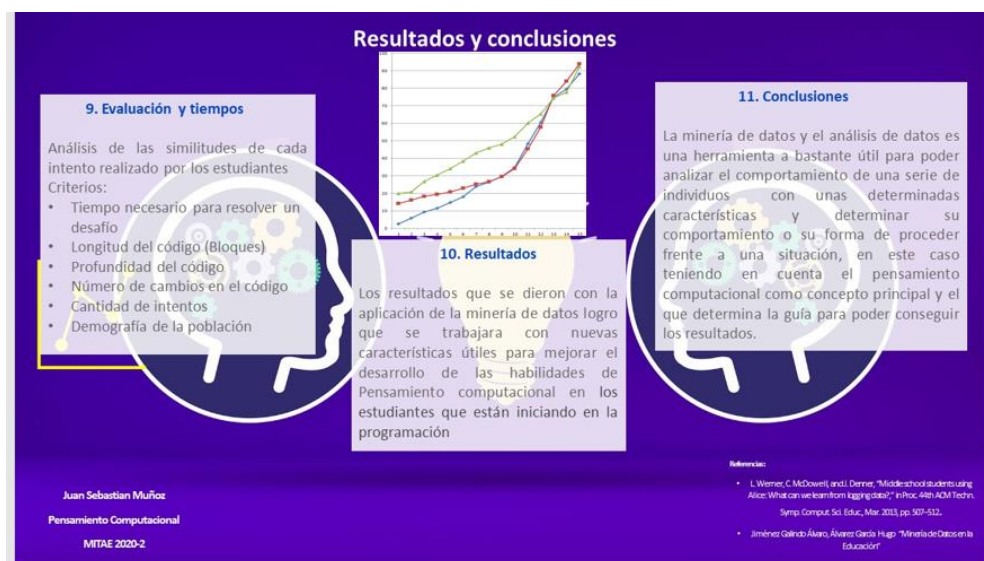 Resultados y conclusiones
9. Evaluación y tiempos
Análisis de las similitudes de cada
intento realizado por los estudiantes
Criterios:
• Tiempo necesario para resolver un
desafío
• Longitud del código (Bloques)
• Profundidad del código
• Número de cambios en el código
• Cantidad de intentos
• Demografía de la población
10. Resultados
Los resultados que se dieron con la
aplicación de la minería de datos logro
que se trabajara con nuevas
características útiles para mejorar el
desarrollo de las habilidades de
Pensamiento computacional en los
estudiantes que están iniciando en la
programación
11. Conclusiones
La minería de datos y el análisis de datos es
una herramienta a bastante útil para poder
analizar el comportamiento de una serie de
individuos con unas determinadas
características y determinar su
comportamiento o su forma de proceder
frente a una situación, en este caso
teniendo en cuenta el pensamiento
computacional como concepto principal y el
que determina la guía para poder conseguir
los resultados.
Juan Sebastian Muñoz
Pensamiento Computacional
MITAE 2020-2
Referencias:
• L. Werner, C. McDowell, and J. Denner, "Middle school students using
Alice: What can we learn from logging data?," in Proc. 44th ACM Techn.
Symp. Comput. Sci. Educ., Mar. 2013, pp. 507–512.
• Jiménez Galindo Álvaro, Álvarez García Hugo "Minería de Datos en la
Educación"